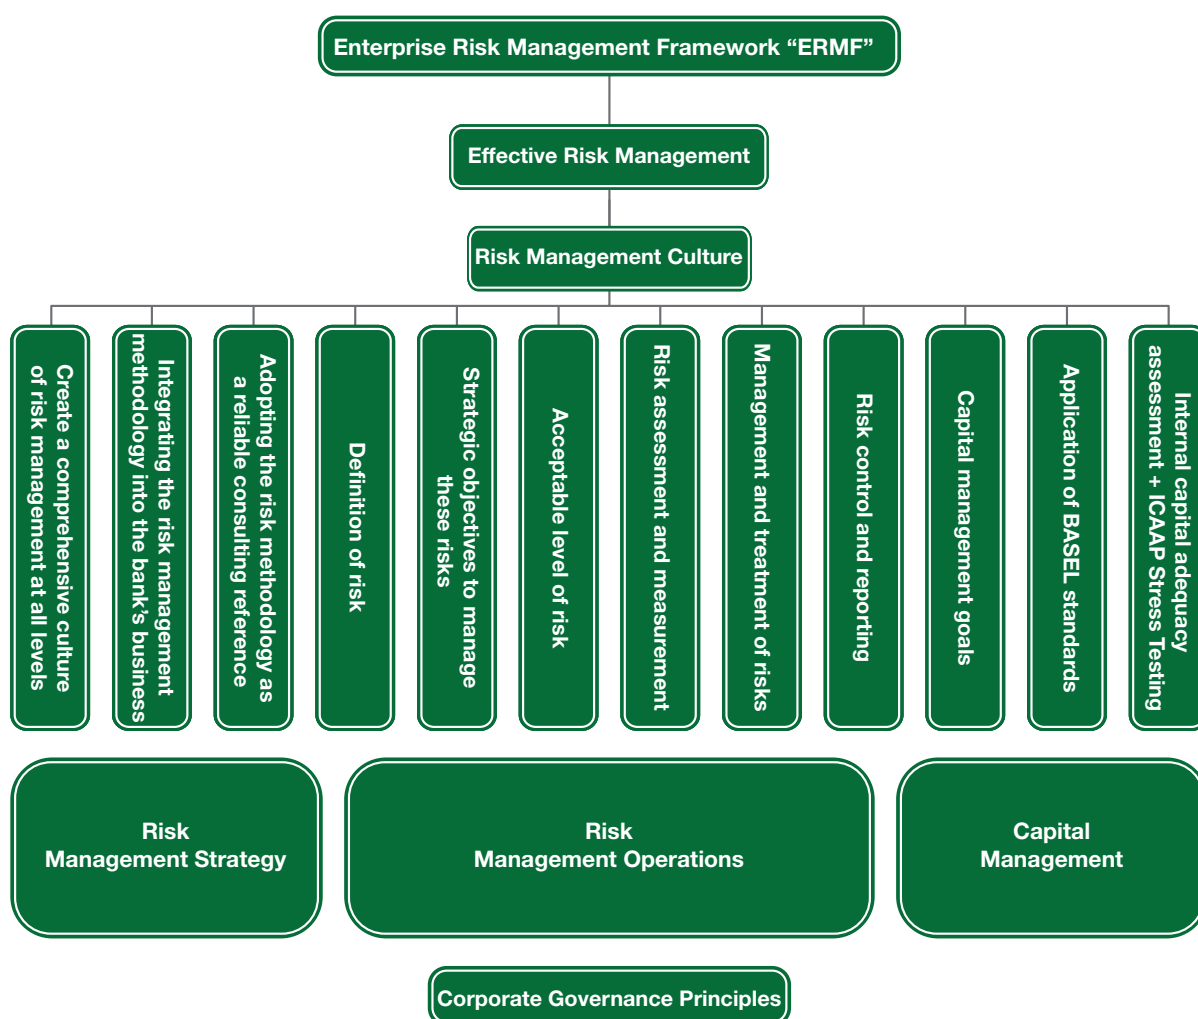 Enterprise Risk Management Framework “ERMF”
Effective Risk Management
Risk Management Culture
Create a comprehensive culture
of risk management at all levels
Integrating the risk management
methodology into the bank’s business
Adopting the risk methodology as
a reliable consulting reference
Definition of risk
Strategic objectives to manage
these risks
Acceptable level of risk
Risk assessment and measurement
Management and treatment of risks
Risk control and reporting
Capital management goals
Application of BASEL standards
Internal capital adequacy
assessment + ICAAP Stress Testing
Risk
Management Strategy
Risk
Management Operations
Capital
Management
Corporate Governance Principles